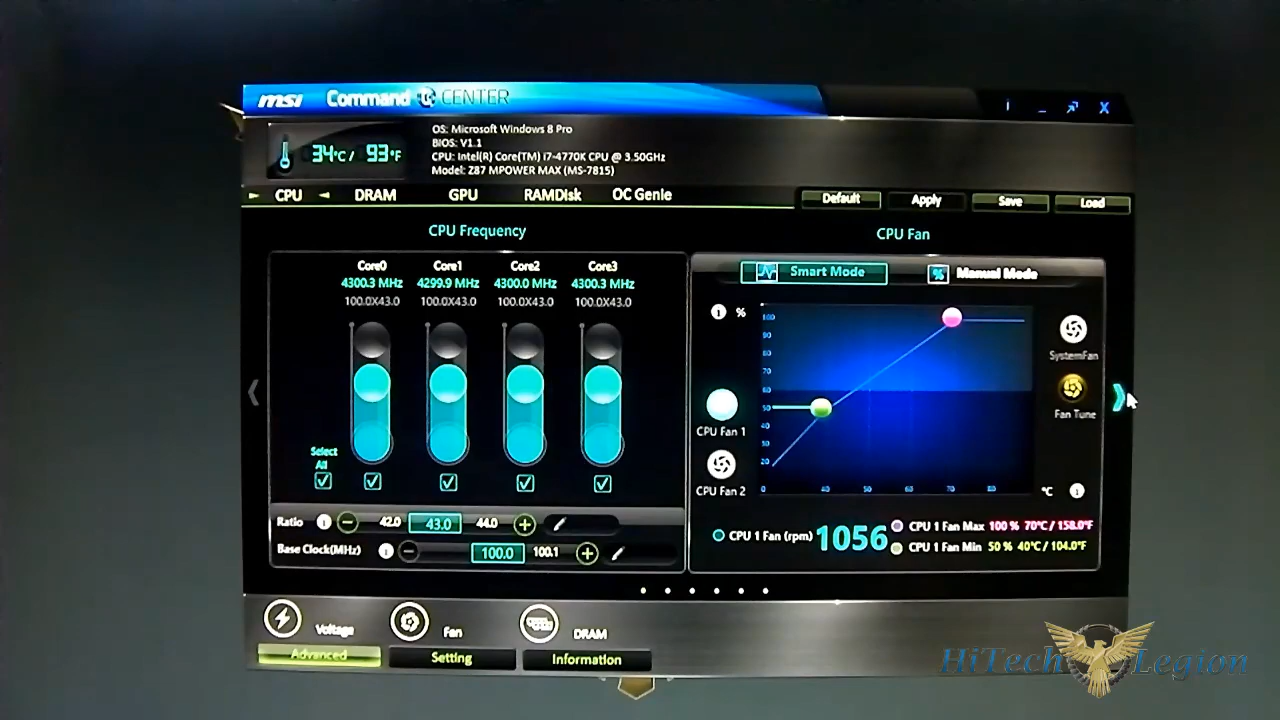 msi Command CENTER
34°C / 93°F
OS: Microsoft Windows 8 Pro
BIOS: V1.1
CPU: Intel(R) Core(TM) i7-4770K CPU @ 3.50GHz
Model: Z87 MPOWER MAX (MS-7815)
CPU DRAM GPU RAMDisk OC Genie
Default Apply Save Load
CPU Frequency
Core0 Core1 Core2 Core3
4300.3 MHz 4299.9 MHz 4300.0 MHz 4300.3 MHz
100.0X43.0 100.0X43.0 100.0X43.0 100.0X43.0
Select
All
Ratio i 42.0 43.0 44.0
Base Clock(MHz) i 100.0 100.1
CPU Fan
Smart Mode % Manual Mode
i %
100
90
80
70
60
50
40
30
20
0 40 50 60 70 80 °C i
CPU Fan 1
CPU Fan 2
SystemFan
Fan Tune
CPU 1 Fan (rpm) 1056
CPU 1 Fan Max 100 % 70°C / 158.0°F
CPU 1 Fan Min 50 % 40°C / 104.0°F
Voltage Fan DRAM
Advanced Setting Information
HiTech Legion